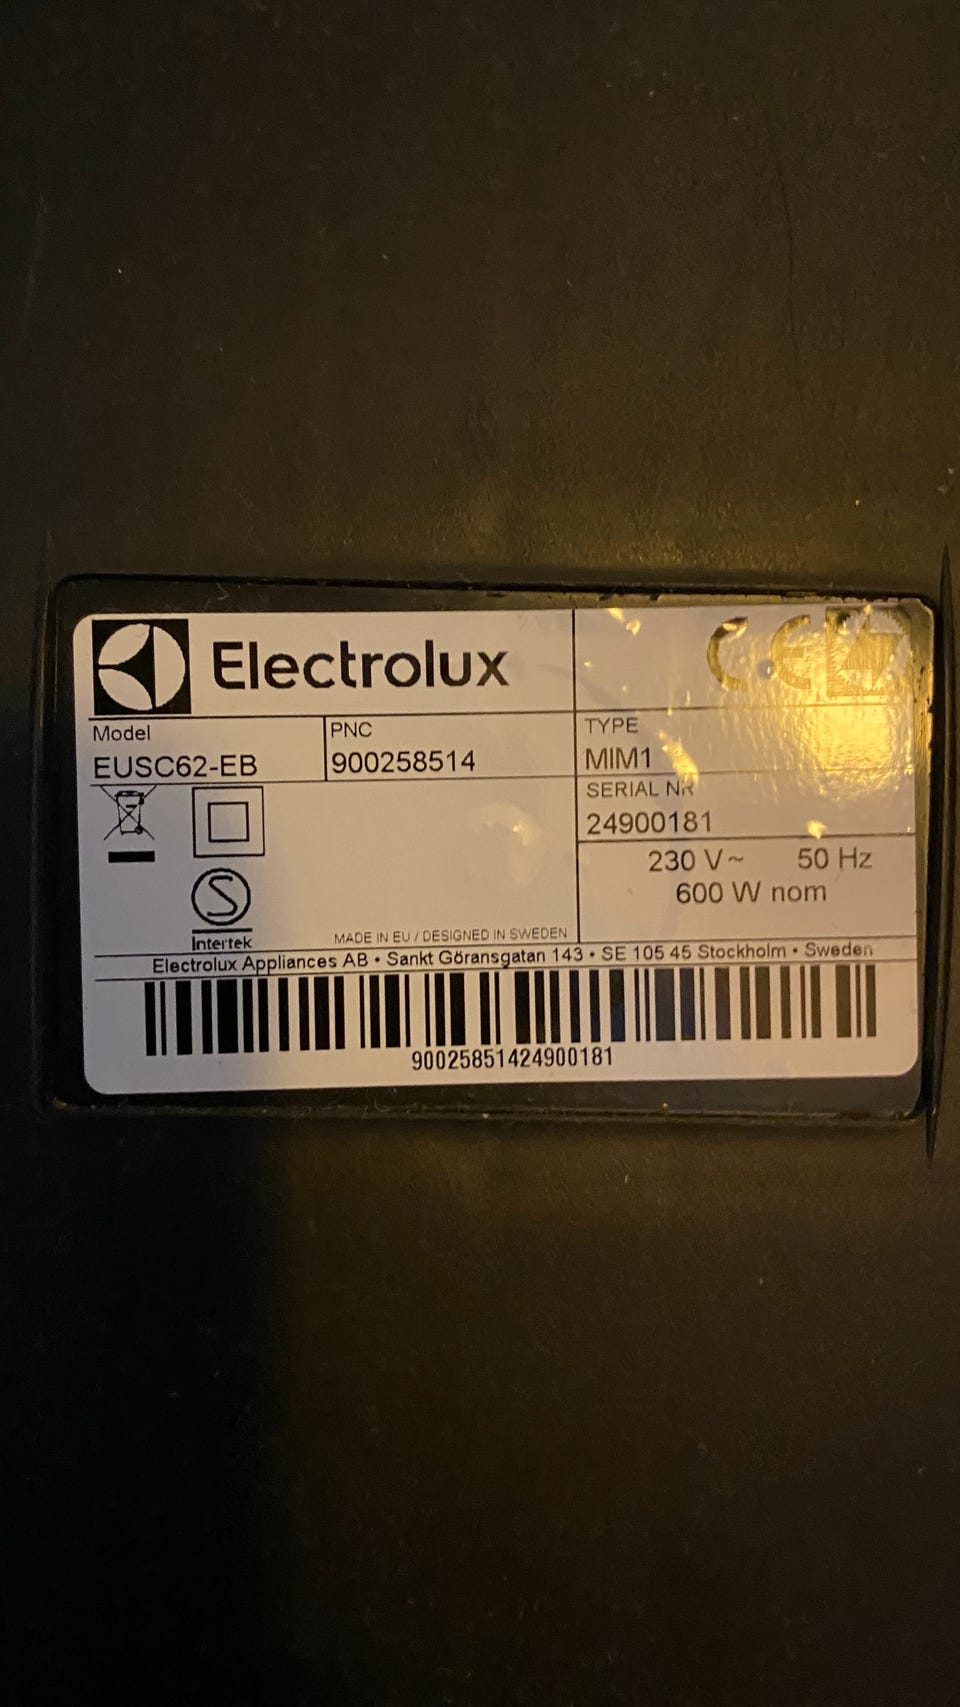 Electrolux
CE
Model
EUSC62-EB
PNC
900258514
TYPE
MIM1
SERIAL NR
24900181
230 V~ 50 Hz
600 W nom
S
Intertek
MADE IN EU / DESIGNED IN SWEDEN
Electrolux Appliances AB • Sankt Göransgatan 143 • SE 105 45 Stockholm • Sweden
90025851424900181